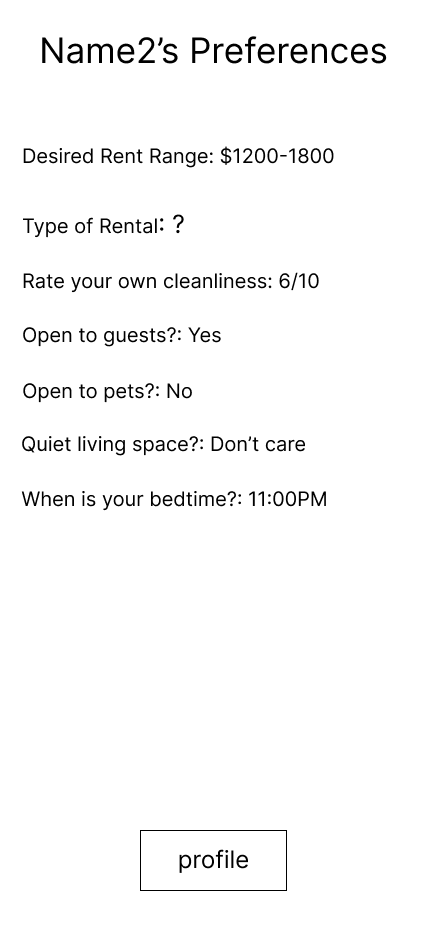 Name2’s Preferences
Desired Rent Range: $1200-1800
Type of Rental: ?
Rate your own cleanliness: 6/10
Open to guests?: Yes
Open to pets?: No
Quiet living space?: Don’t care
When is your bedtime?: 11:00PM
profile